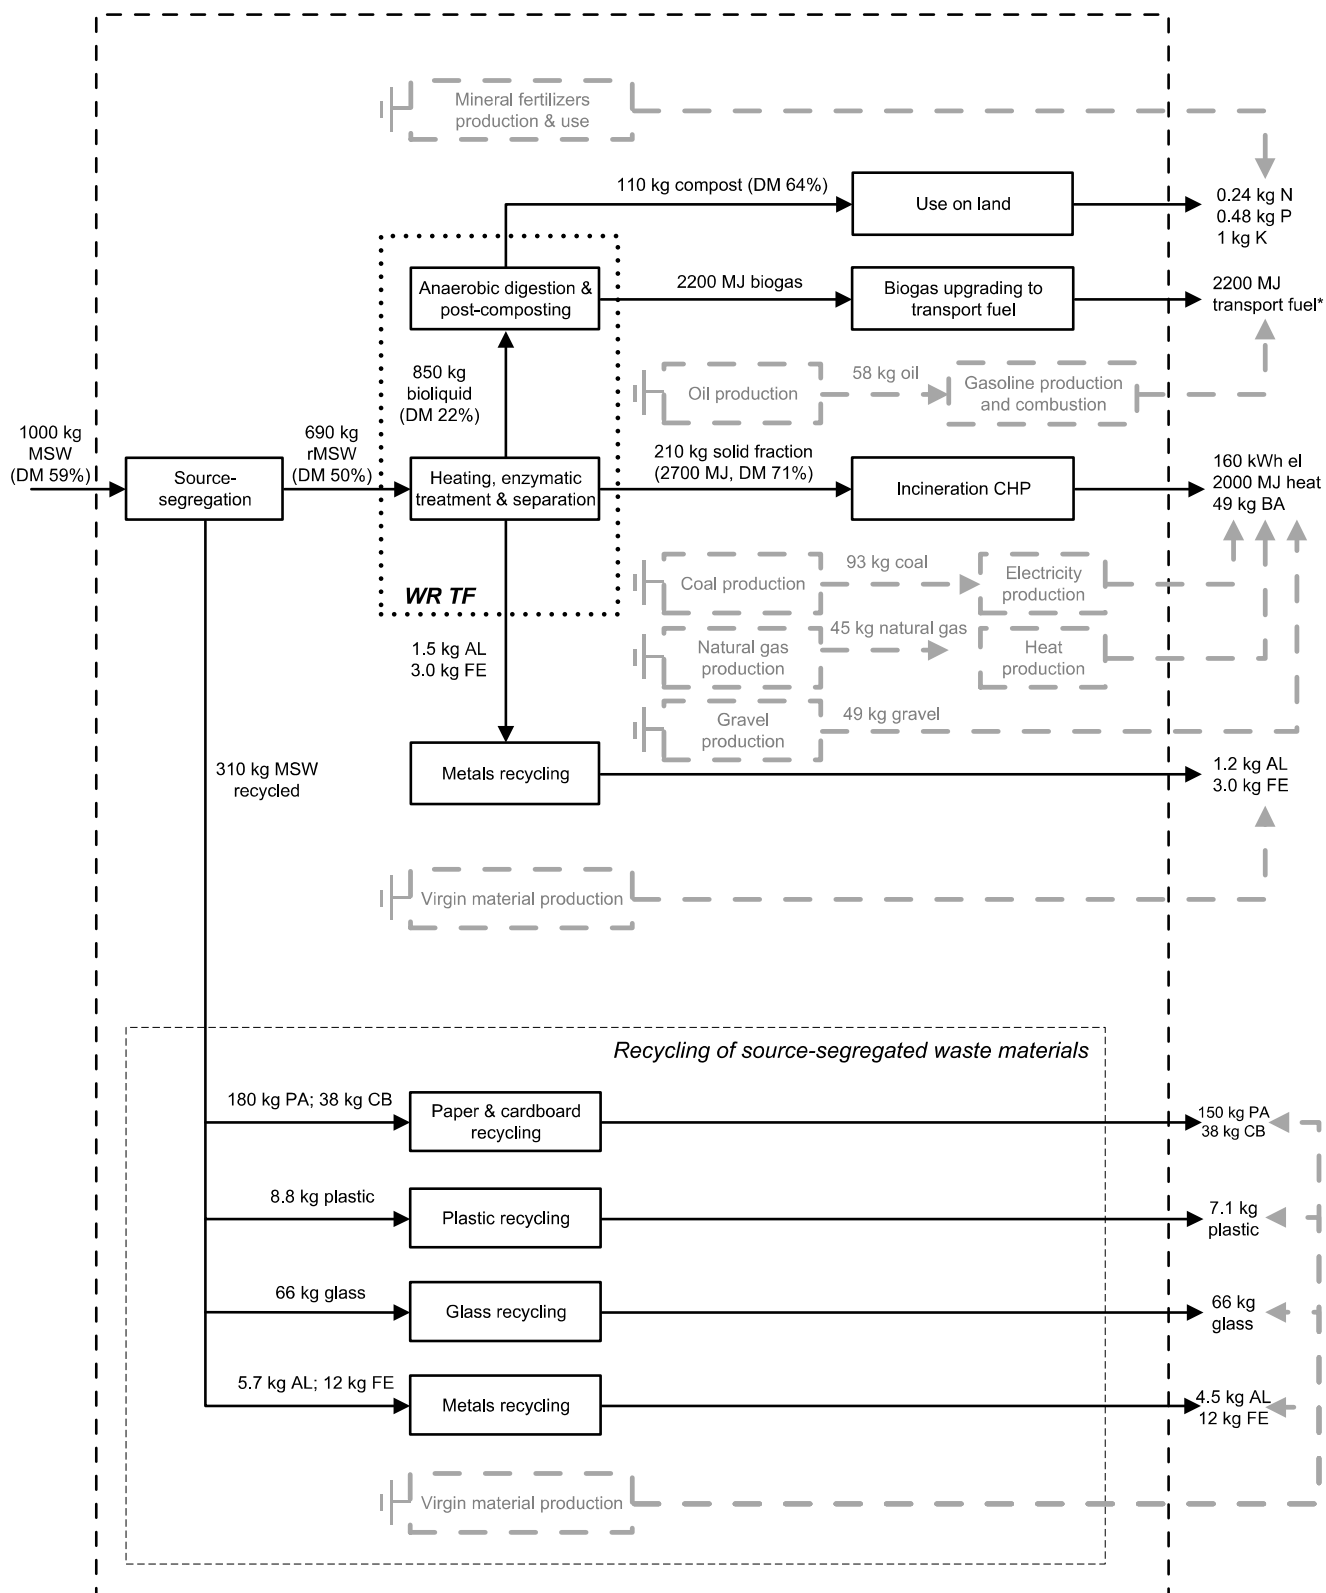 Mineral fertilizers
production & use
110 kg compost (DM 64%)
Use on land
0.24 kg N
0.48 kg P
1 kg K
Anaerobic digestion &
post-composting
2200 MJ biogas
Biogas upgrading to
transport fuel
2200 MJ
transport fuel*
850 kg
bioliquid
(DM 22%)
Oil production
58 kg oil
Gasoline production
and combustion
1000 kg
MSW
(DM 59%)
Source-
segregation
690 kg
rMSW
(DM 50%)
Heating, enzymatic
treatment & separation
210 kg solid fraction
(2700 MJ, DM 71%)
Incineration CHP
160 kWh el
2000 MJ heat
49 kg BA
WR TF
Coal production
93 kg coal
Electricity
production
1.5 kg AL
3.0 kg FE
Natural gas
production
45 kg natural gas
Heat
production
Gravel
production
49 kg gravel
310 kg MSW
recycled
Metals recycling
1.2 kg AL
3.0 kg FE
Virgin material production
Recycling of source-segregated waste materials
180 kg PA; 38 kg CB
Paper & cardboard
recycling
150 kg PA
38 kg CB
8.8 kg plastic
Plastic recycling
7.1 kg
plastic
66 kg glass
Glass recycling
66 kg
glass
5.7 kg AL; 12 kg FE
Metals recycling
4.5 kg AL
12 kg FE
Virgin material production